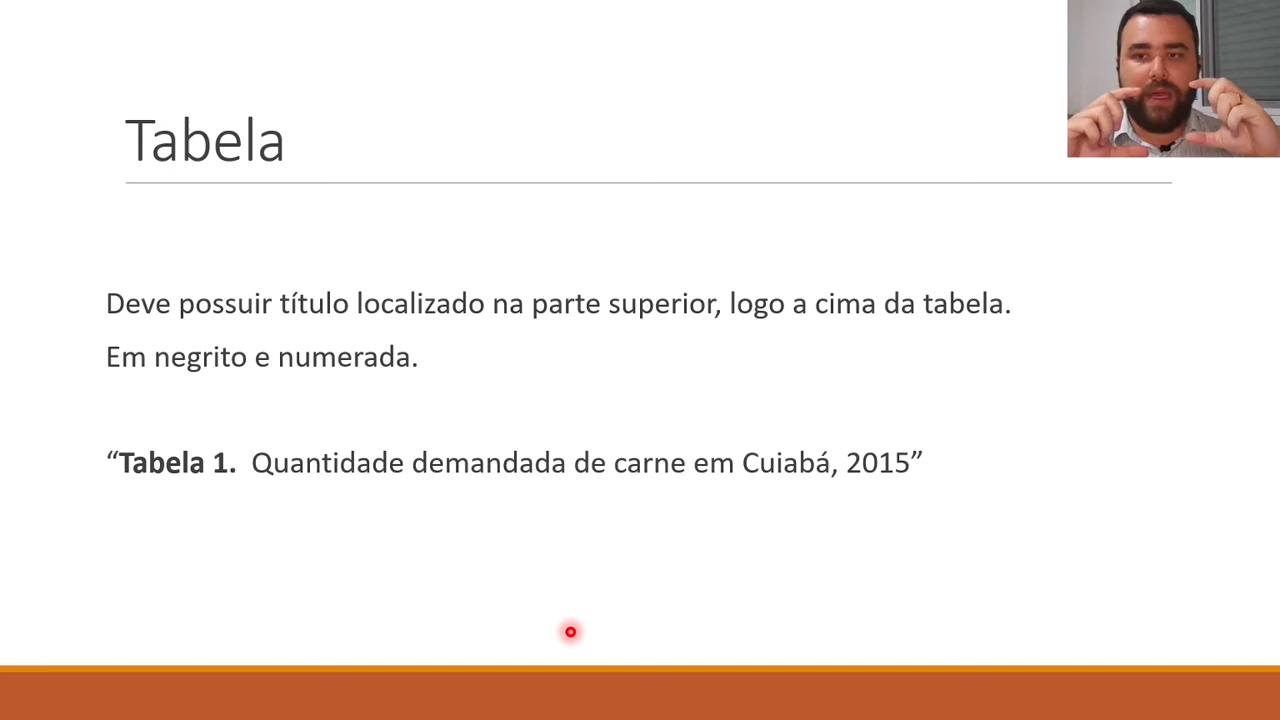 Tabela
Deve possuir título localizado na parte superior, logo a cima da tabela.
Em negrito e numerada.
“Tabela 1.  Quantidade demandada de carne em Cuiabá, 2015”